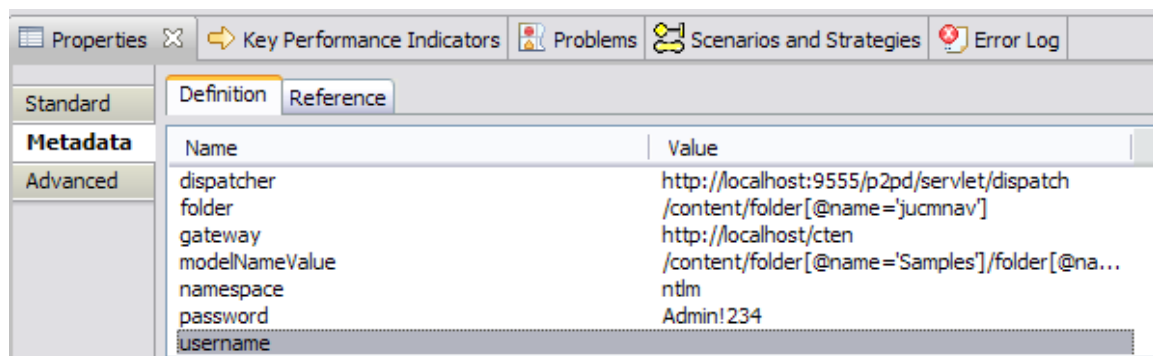 Properties Key Performance Indicators Problems Scenarios and Strategies Error Log
Standard
Metadata
Advanced
Definition Reference
Name Value
dispatcher http://localhost:9555/p2pd/servlet/dispatch
folder /content/folder[@name='jucmnav']
gateway http://localhost/cten
modelNameValue /content/folder[@name='Samples']/folder[@na...
namespace ntlm
password Admin!234
username